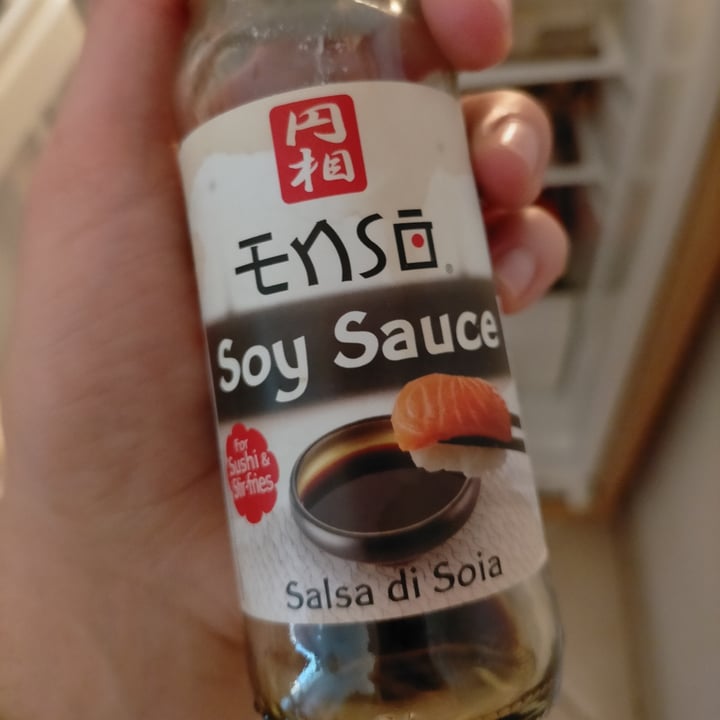 円
相
ENSō®
Soy Sauce
For
Sushi &
Stir-fries
Salsa di Soia